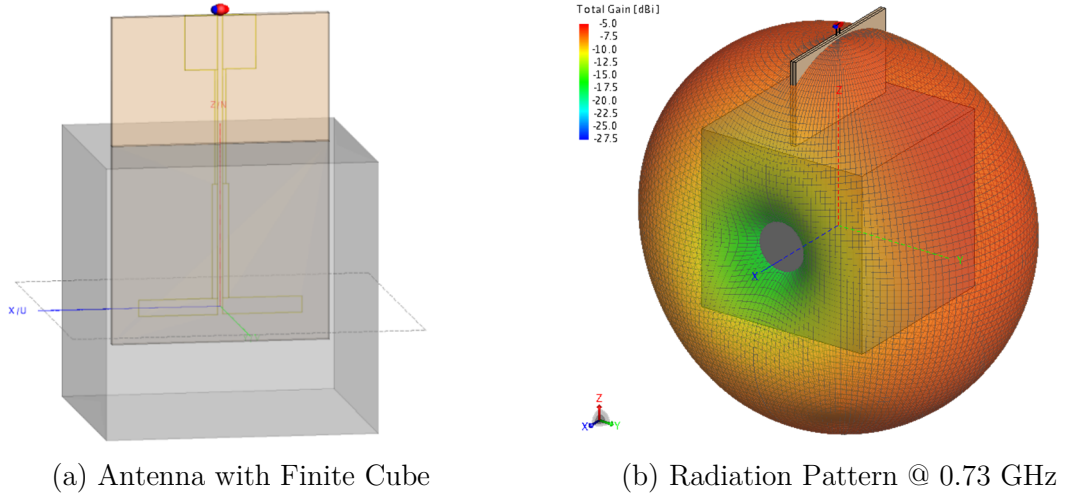 Total Gain [dBi]
-5.0
-7.5
-10.0
-12.5
-15.0
-17.5
-20.0
-22.5
-25.0
-27.5
Z/N
X/U
Z
X
Y
Z
X
Y
(a) Antenna with Finite Cube
(b) Radiation Pattern @ 0.73 GHz